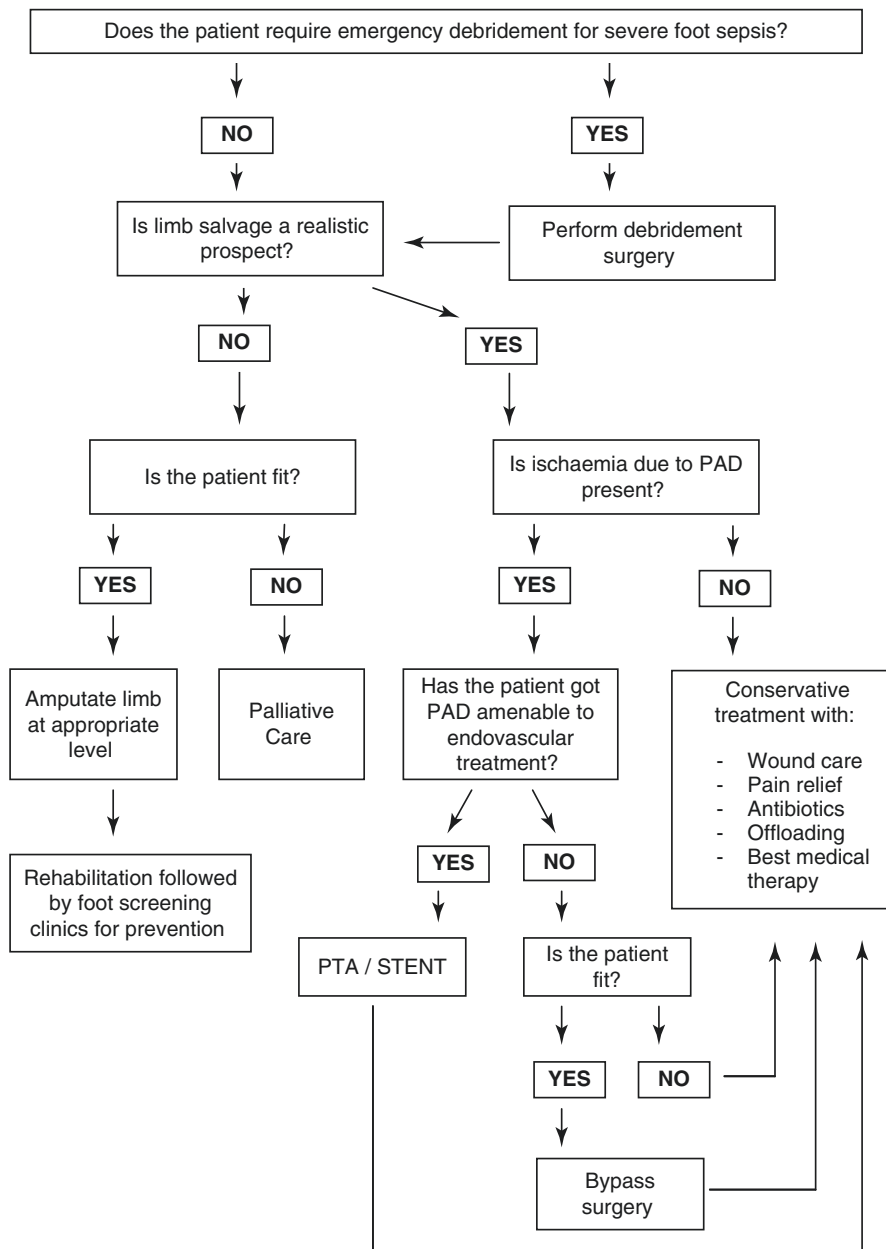 Does the patient require emergency debridement for severe foot sepsis?
NO
YES
Is limb salvage a realistic
prospect?
Perform debridement
surgery
NO
YES
Is the patient fit?
Is ischaemia due to PAD
present?
YES
NO
YES
NO
Amputate limb
at appropriate
level
Palliative
Care
Has the patient got
PAD amenable to
endovascular
treatment?
Conservative
treatment with:
- Wound care
- Pain relief
- Antibiotics
- Offloading
- Best medical
therapy
YES
NO
Rehabilitation followed
by foot screening
clinics for prevention
PTA / STENT
Is the patient
fit?
YES
NO
Bypass
surgery